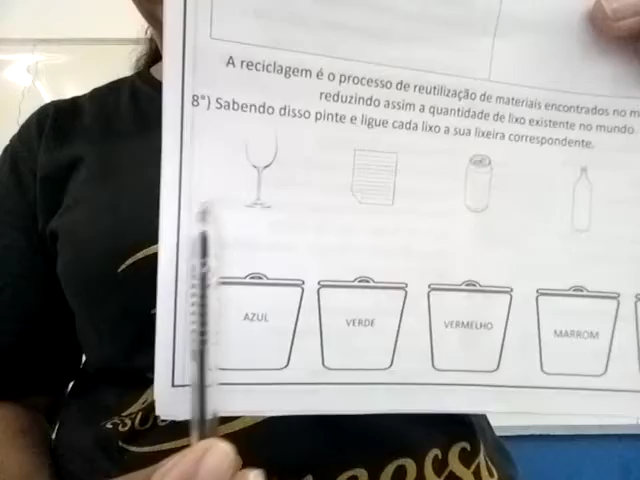 A reciclagem é o processo de reutilização de materiais encontrados no
reduzindo assim a quantidade de lixo existente no mundo.
8°) Sabendo disso pinte e ligue cada lixo a sua lixeira correspondente.
AZUL
VERDE
VERMELHO
MARROM